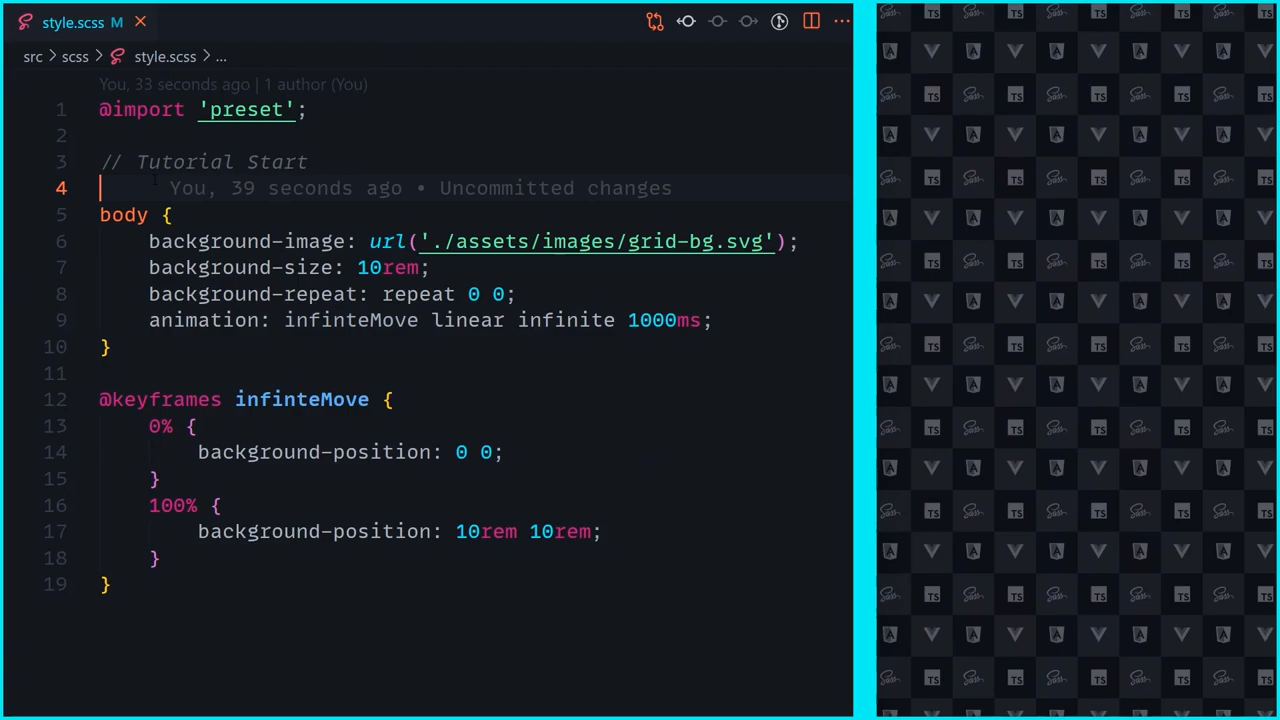 style.scss M
src > scss > style.scss > ...
You, 33 seconds ago | 1 author (You)
1 @import 'preset';
2
3 // Tutorial Start
4 You, 39 seconds ago • Uncommitted changes
5 body {
6 background-image: url('./assets/images/grid-bg.svg');
7 background-size: 10rem;
8 background-repeat: repeat 0 0;
9 animation: infinteMove linear infinite 1000ms;
10 }
11
12 @keyframes infinteMove {
13 0% {
14 background-position: 0 0;
15 }
16 100% {
17 background-position: 10rem 10rem;
18 }
19 }